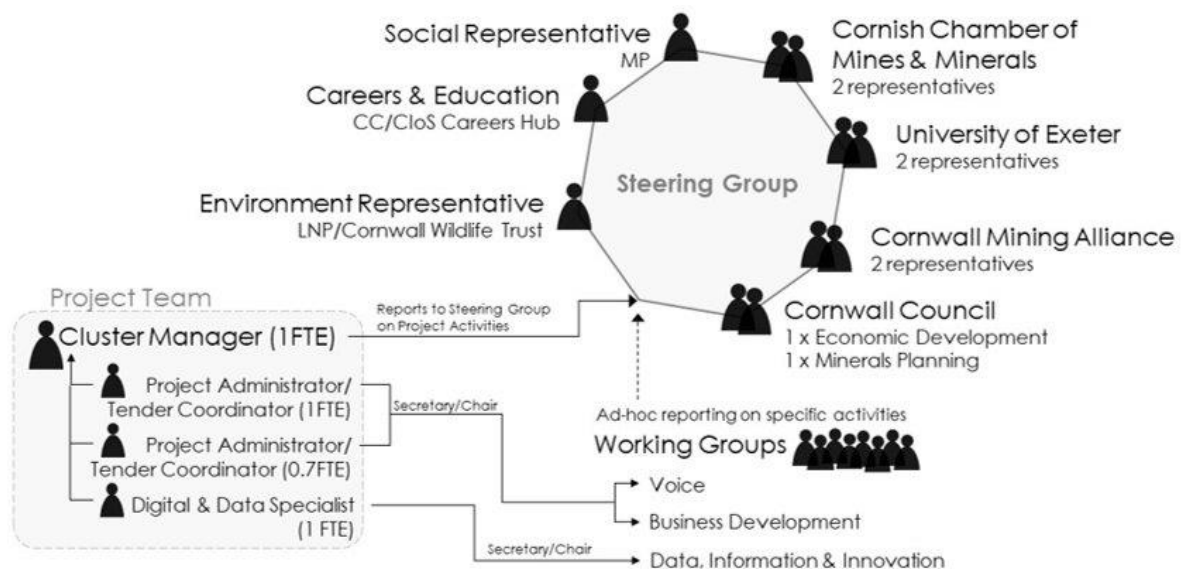 Social Representative
MP
Cornish Chamber of
Mines & Minerals
2 representatives
Careers & Education
CC/CIoS Careers Hub
University of Exeter
2 representatives
Steering Group
Environment Representative
LNP/Cornwall Wildlife Trust
Cornwall Mining Alliance
2 representatives
Cornwall Council
1 x Economic Development
1 x Minerals Planning
Project Team
Cluster Manager (1FTE)
Reports to Steering Group
on Project Activities
Project Administrator/
Tender Coordinator (1FTE)
Project Administrator/
Tender Coordinator (0.7FTE)
Digital & Data Specialist
(1 FTE)
Secretary/Chair
Ad-hoc reporting on specific activities
Working Groups
Voice
Business Development
Secretary/Chair
Data, Information & Innovation